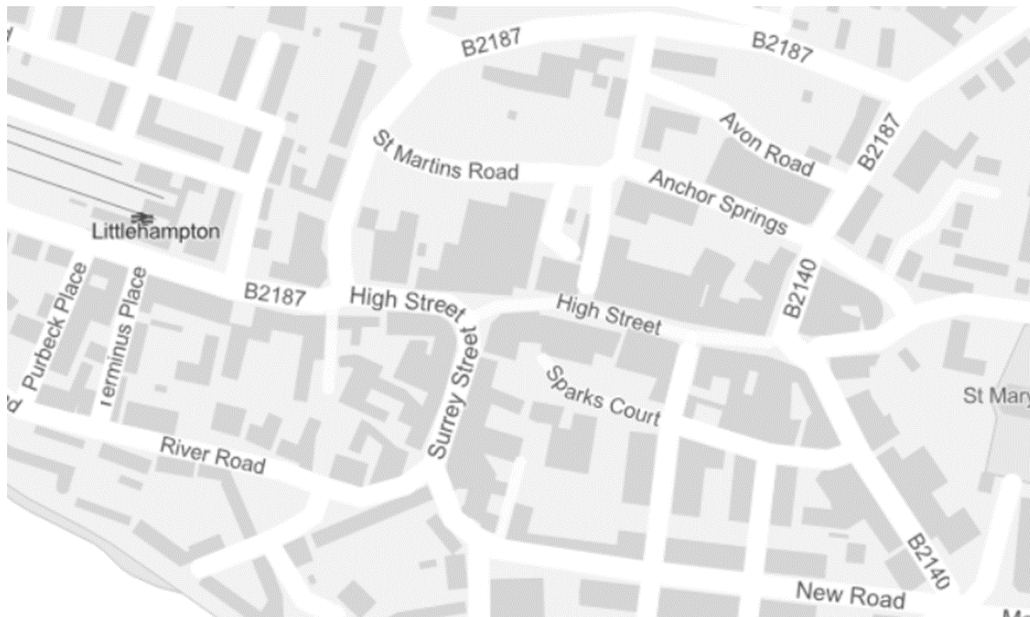 B2187
B2187
B2187
St Martins Road
Avon Road
Anchor Springs
Littlehampton
B2187
High Street
High Street
B2140
Purbeck Place
Terminus Place
Surrey Street
Sparks Court
St Mary
River Road
B2140
New Road